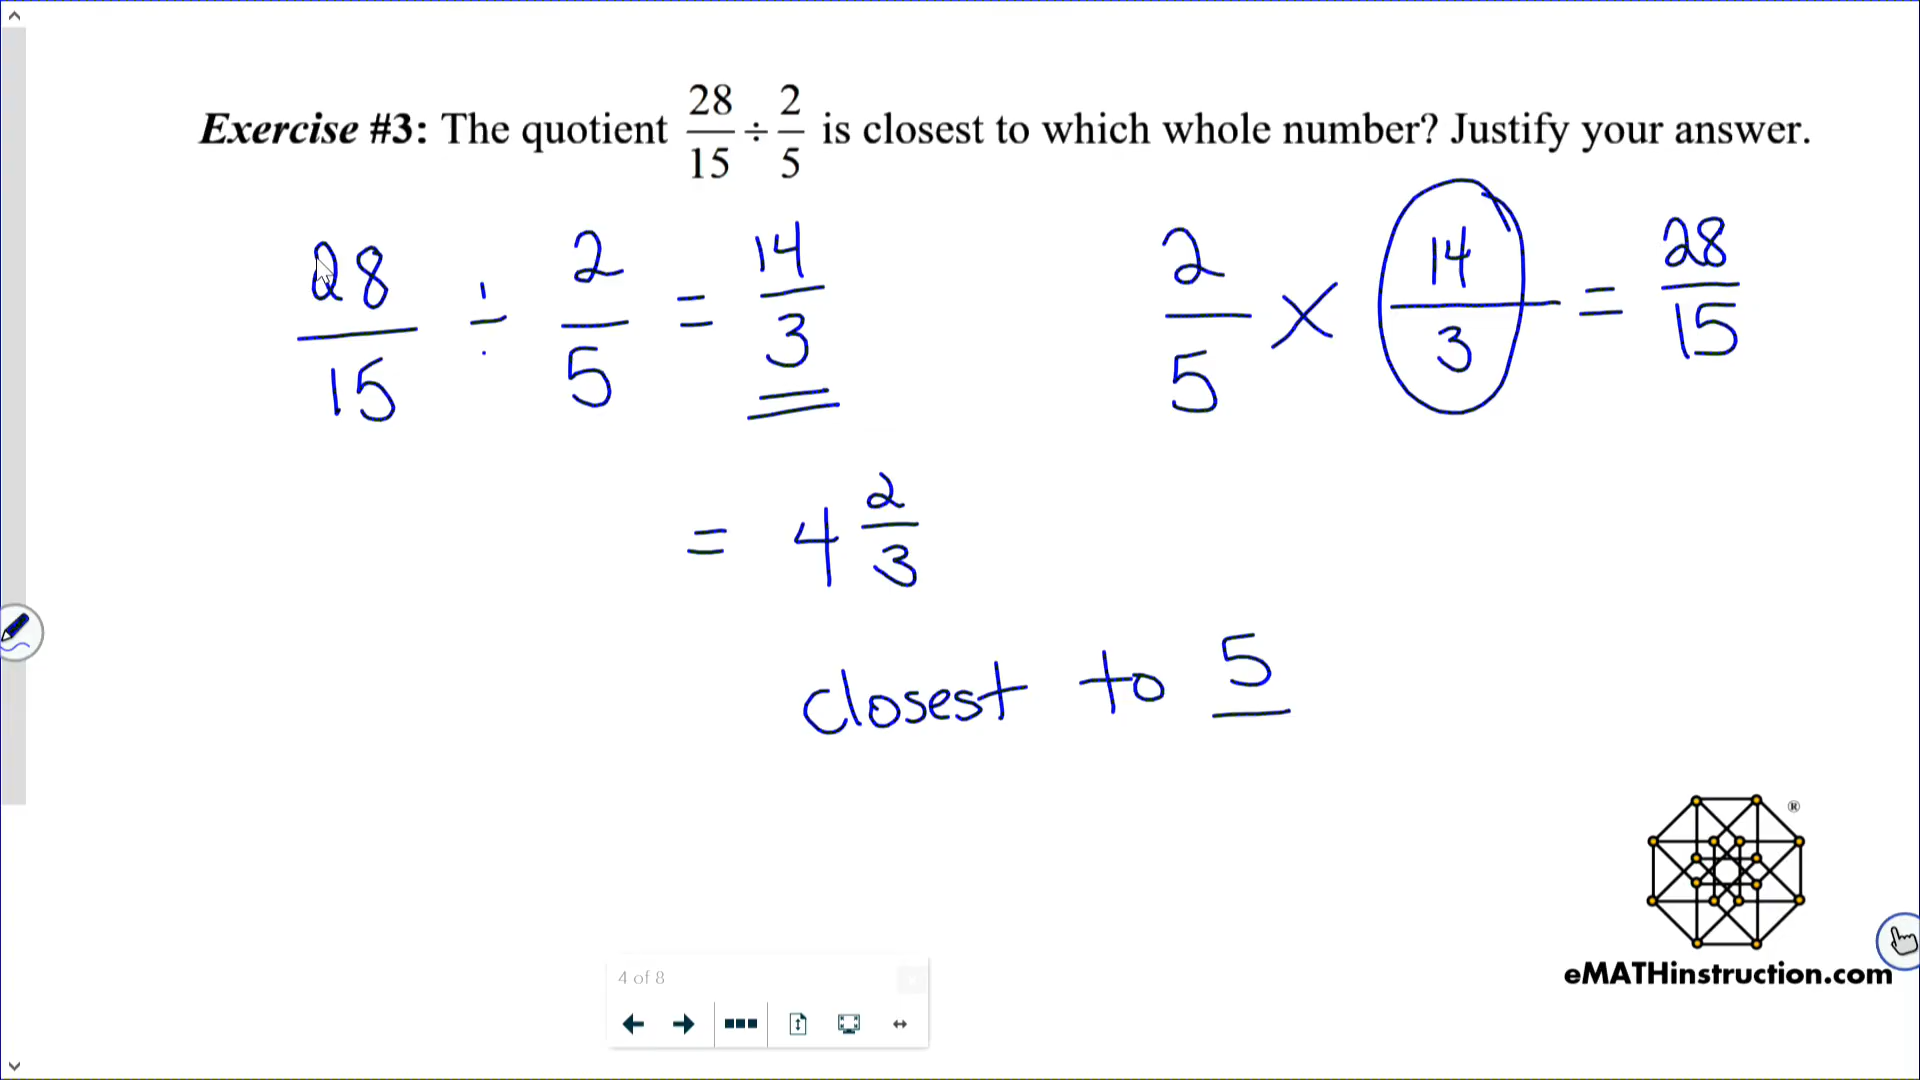 Exercise #3: The quotient 28/15 ÷ 2/5 is closest to which whole number? Justify your answer.
28/15 ÷ 2/5 = 14/3
2/5 × 14/3 = 28/15
= 4 2/3
closest to 5
®
eMATHinstruction.com
4 of 8